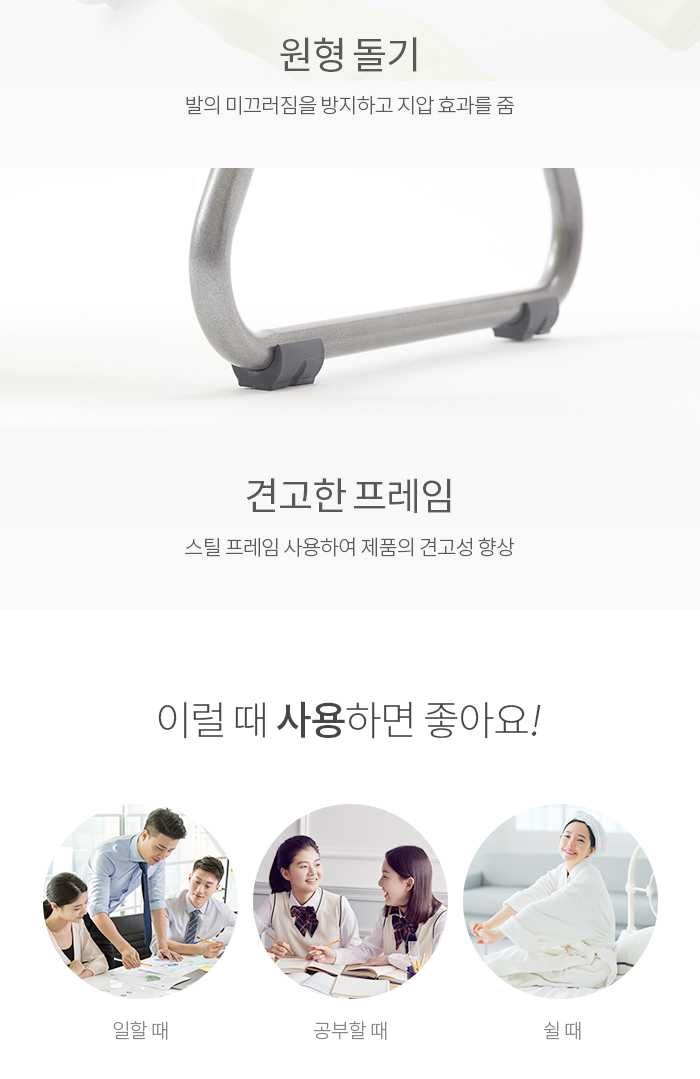 원형 돌기
발의 미끄러짐을 방지하고 지압 효과를 줌
견고한 프레임
스틸 프레임 사용하여 제품의 견고성 향상
이럴 때 사용하면 좋아요!
일할 때
공부할 때
쉴 때